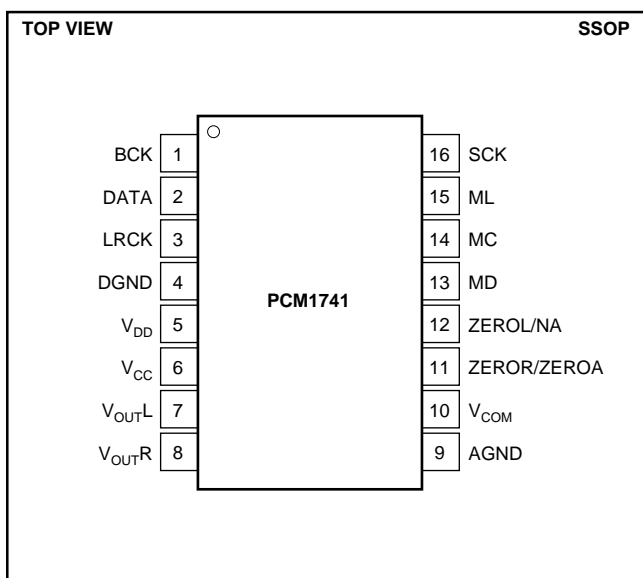 TOP VIEW SSOP
BCK 1 16 SCK
DATA 2 15 ML
LRCK 3 14 MC
DGND 4 13 MD
PCM1741
VDD 5 12 ZEROL/NA
VCC 6 11 ZEROR/ZEROA
VOUTL 7 10 VCOM
VOUTR 8 9 AGND